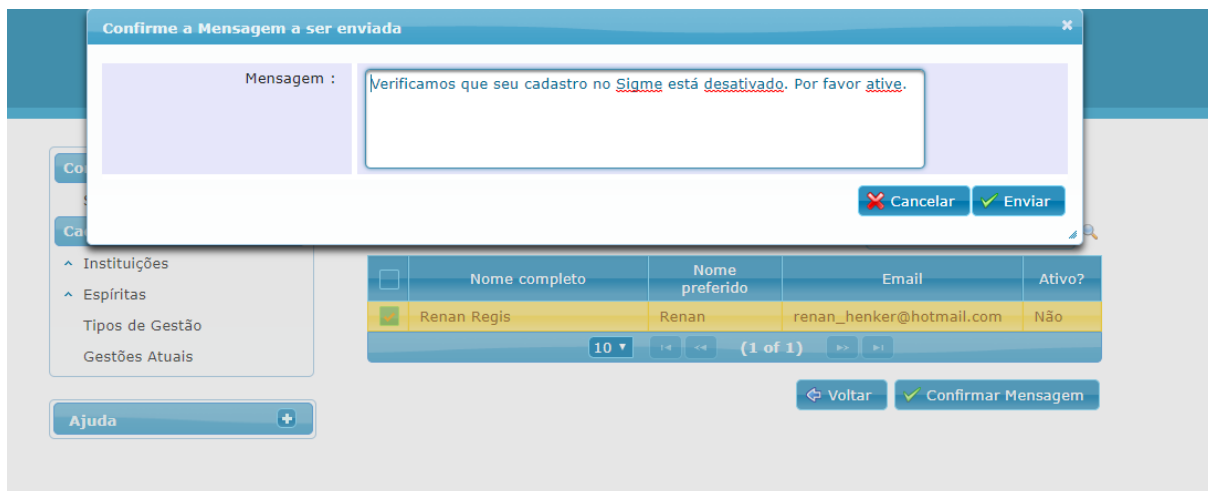 Confirme a Mensagem a ser enviada
Mensagem :
Verificamos que seu cadastro no Sigme está desativado. Por favor ative.
Cancelar
Enviar
Instituições
Espíritas
Tipos de Gestão
Gestões Atuais
Ajuda
Nome completo
Nome preferido
Email
Ativo?
Renan Regis
Renan
renan_henker@hotmail.com
Não
10
(1 of 1)
Voltar
Confirmar Mensagem